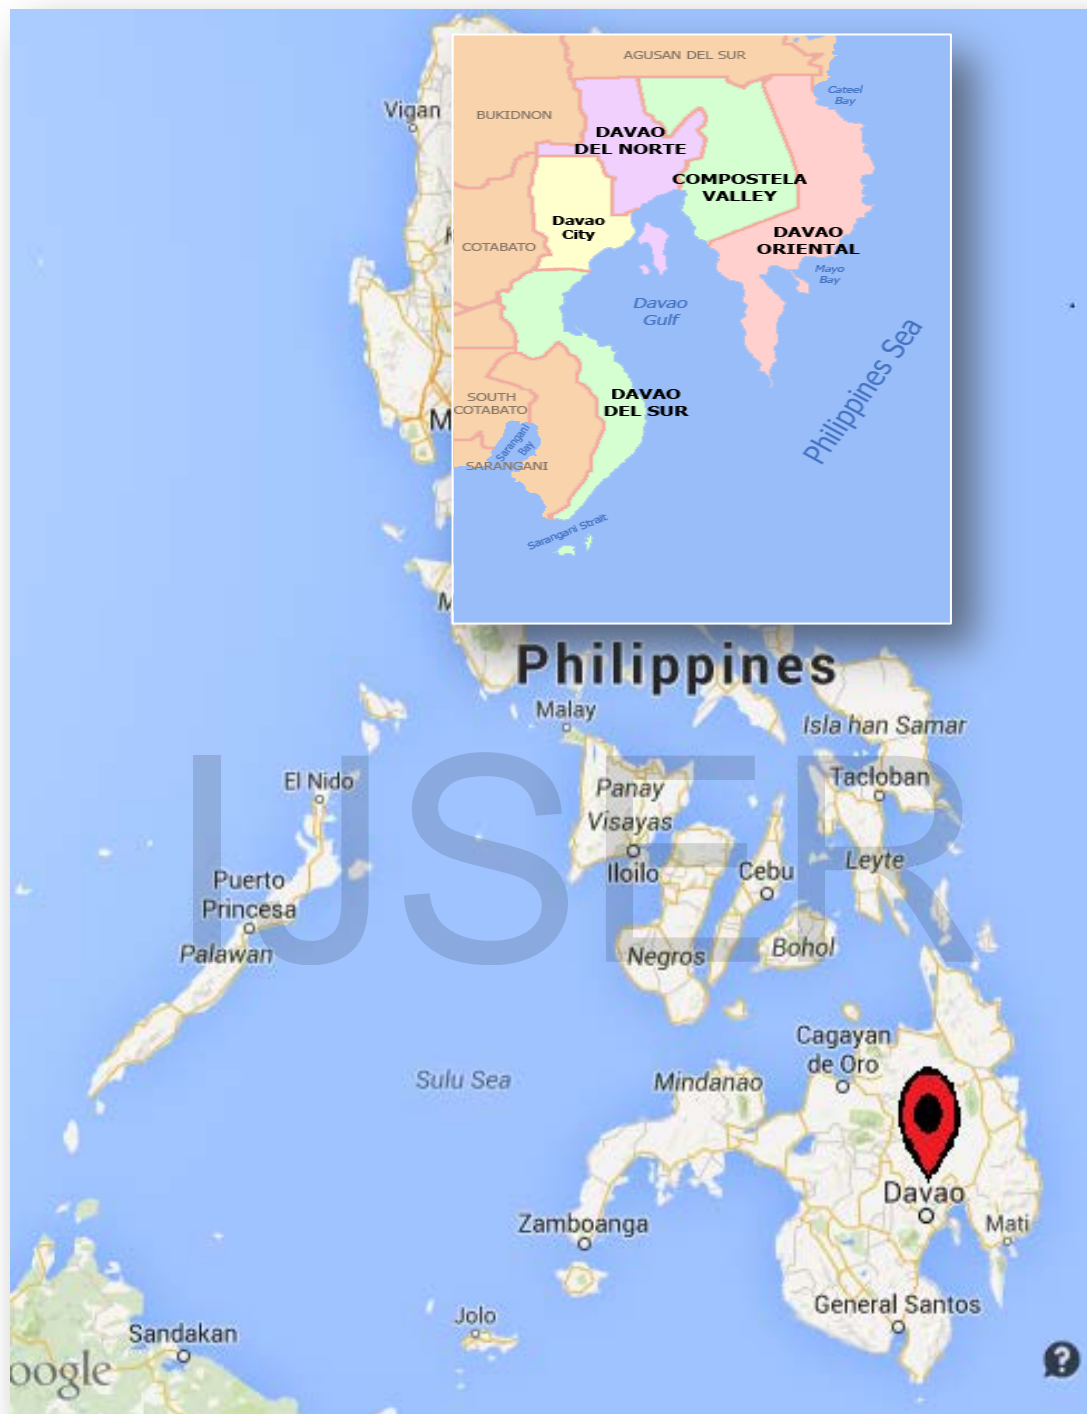 Vigan
AGUSAN DEL SUR
Cateel
Bay
BUKIDNON
DAVAO
DEL NORTE
COMPOSTELA
VALLEY
Davao
City
COTABATO
DAVAO
ORIENTAL
Mayo
Bay
Davao
Gulf
Philippines Sea
SOUTH
COTABATO
DAVAO
DEL SUR
Sarangani
Bay
SARANGANI
Sarangani Strait
Philippines
Malay
Isla han Samar
El Nido
Panay
Visayas
Tacloban
Iloilo
Cebu
Leyte
Puerto
Princesa
Palawan
Negros
Bohol
IJSER
Cagayan
de Oro
Sulu Sea
Mindanao
Davao
Zamboanga
Mati
General Santos
Jolo
Sandakan
oogle
?